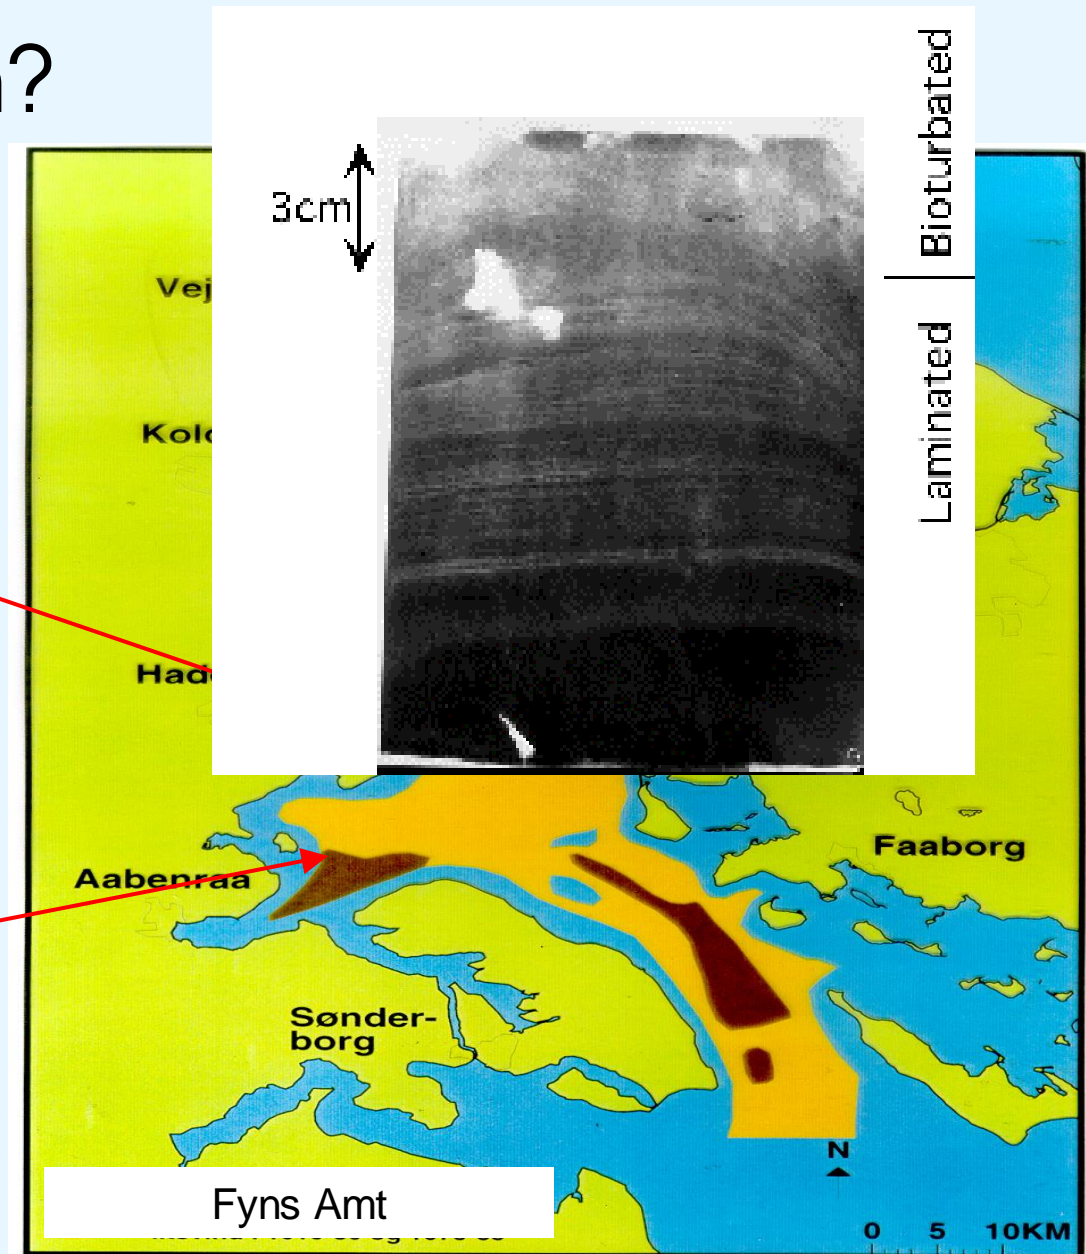 ?
Bioturbated
3cm
Laminated
Vej
Kol
Had
Aabenraa
Faaborg
Sønder-
borg
N
Fyns Amt
0 5 10KM